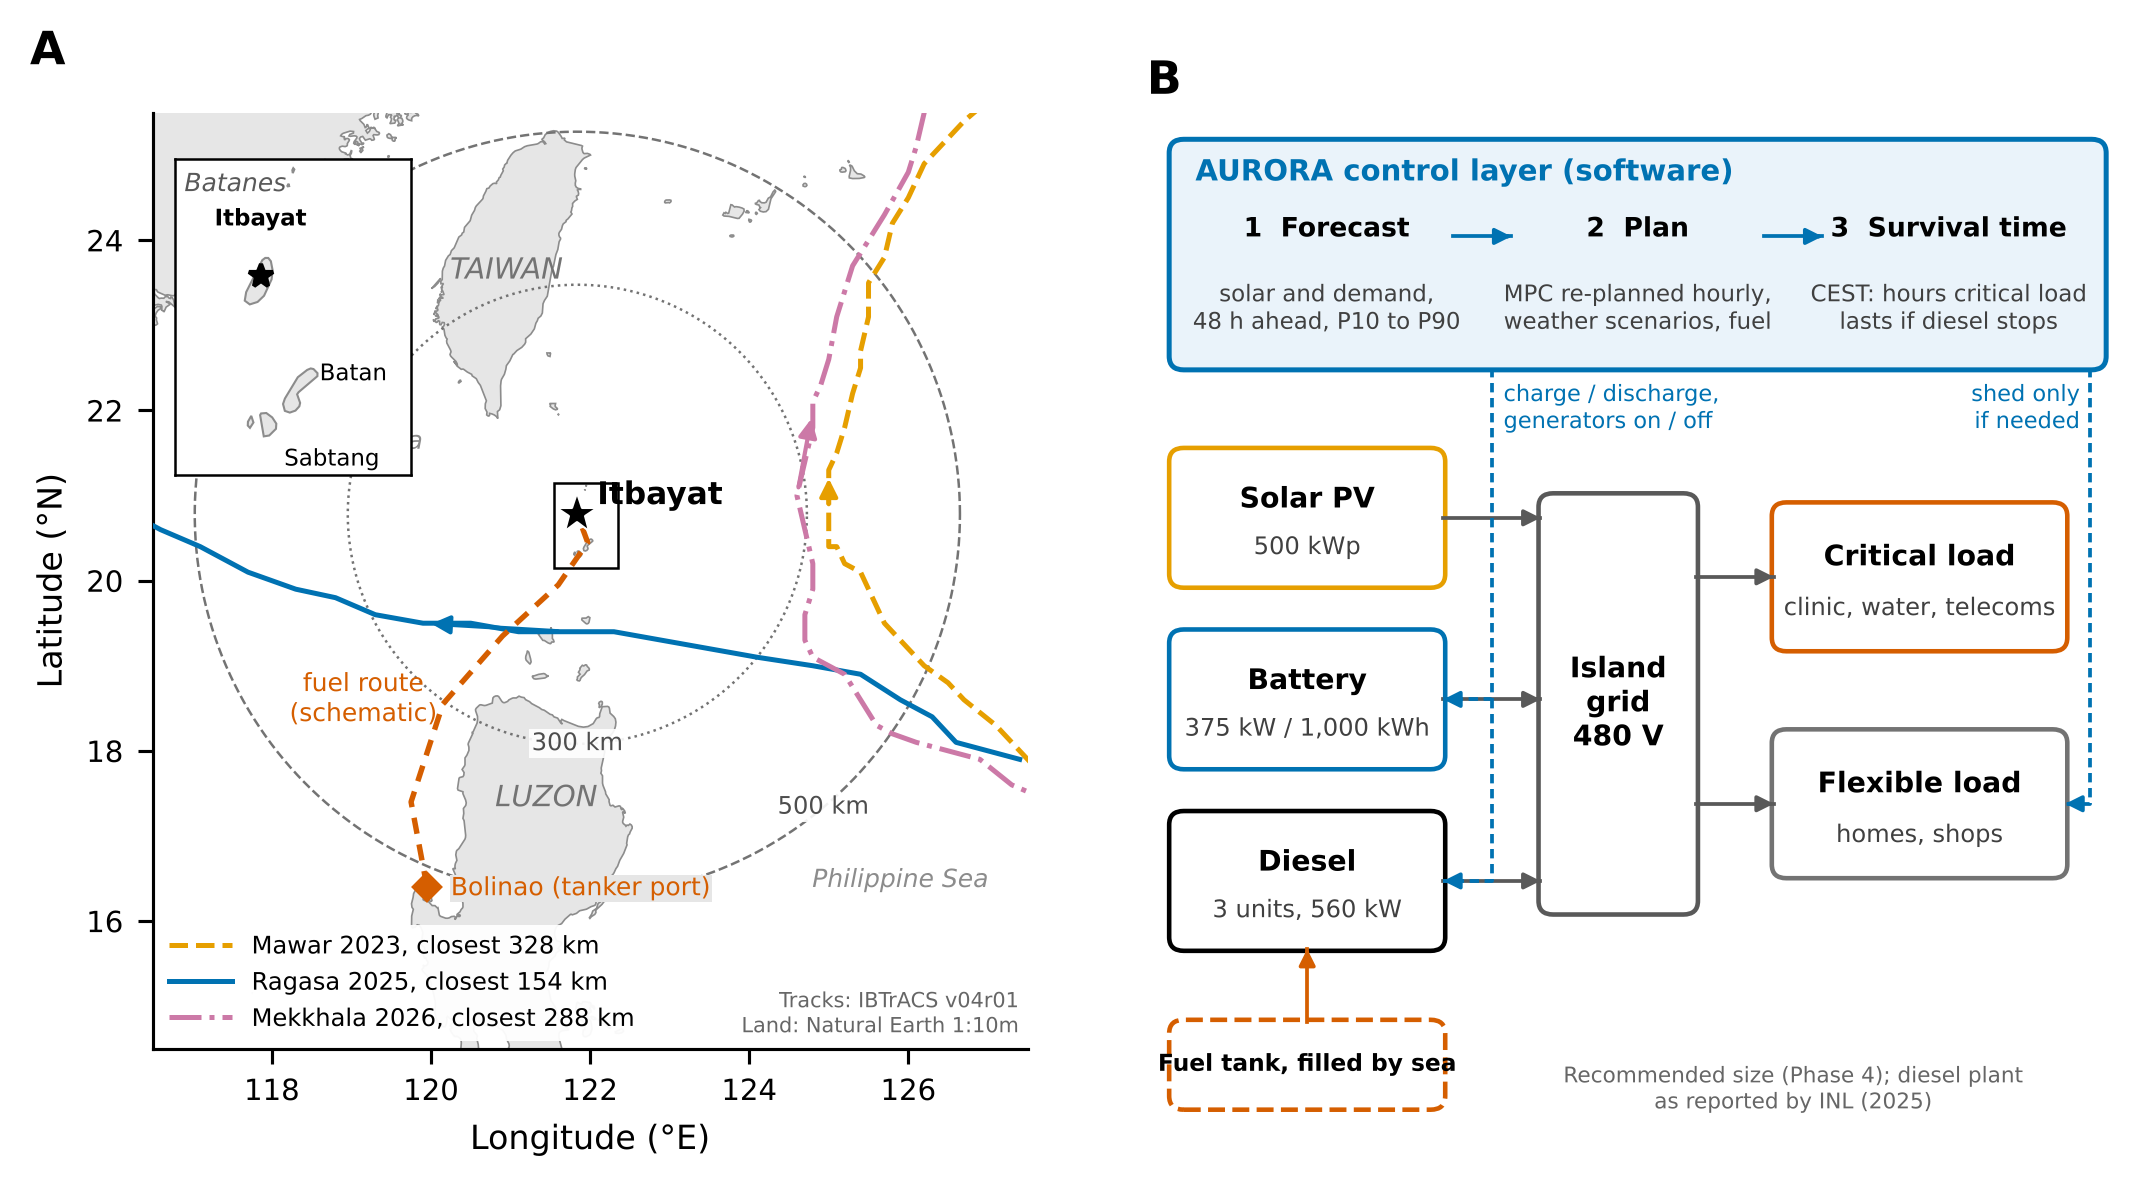 A
Batanes
Itbayat
Batan
Sabtang
TAIWAN
Itbayat
fuel route
(schematic)
300 km
LUZON
500 km
Bolinao (tanker port)
Philippine Sea
Mawar 2023, closest 328 km
Ragasa 2025, closest 154 km
Mekkhala 2026, closest 288 km
Tracks: IBTrACS v04r01
Land: Natural Earth 1:10m
24
22
20
18
16
Latitude (°N)
118
120
122
124
126
Longitude (°E)
B
AURORA control layer (software)
1 Forecast
2 Plan
3 Survival time
solar and demand,
48 h ahead, P10 to P90
MPC re-planned hourly,
weather scenarios, fuel
CEST: hours critical load
lasts if diesel stops
charge / discharge,
generators on / off
shed only
if needed
Solar PV
500 kWp
Battery
375 kW / 1,000 kWh
Diesel
3 units, 560 kW
Fuel tank, filled by sea
Island
grid
480 V
Critical load
clinic, water, telecoms
Flexible load
homes, shops
Recommended size (Phase 4); diesel plant
as reported by INL (2025)